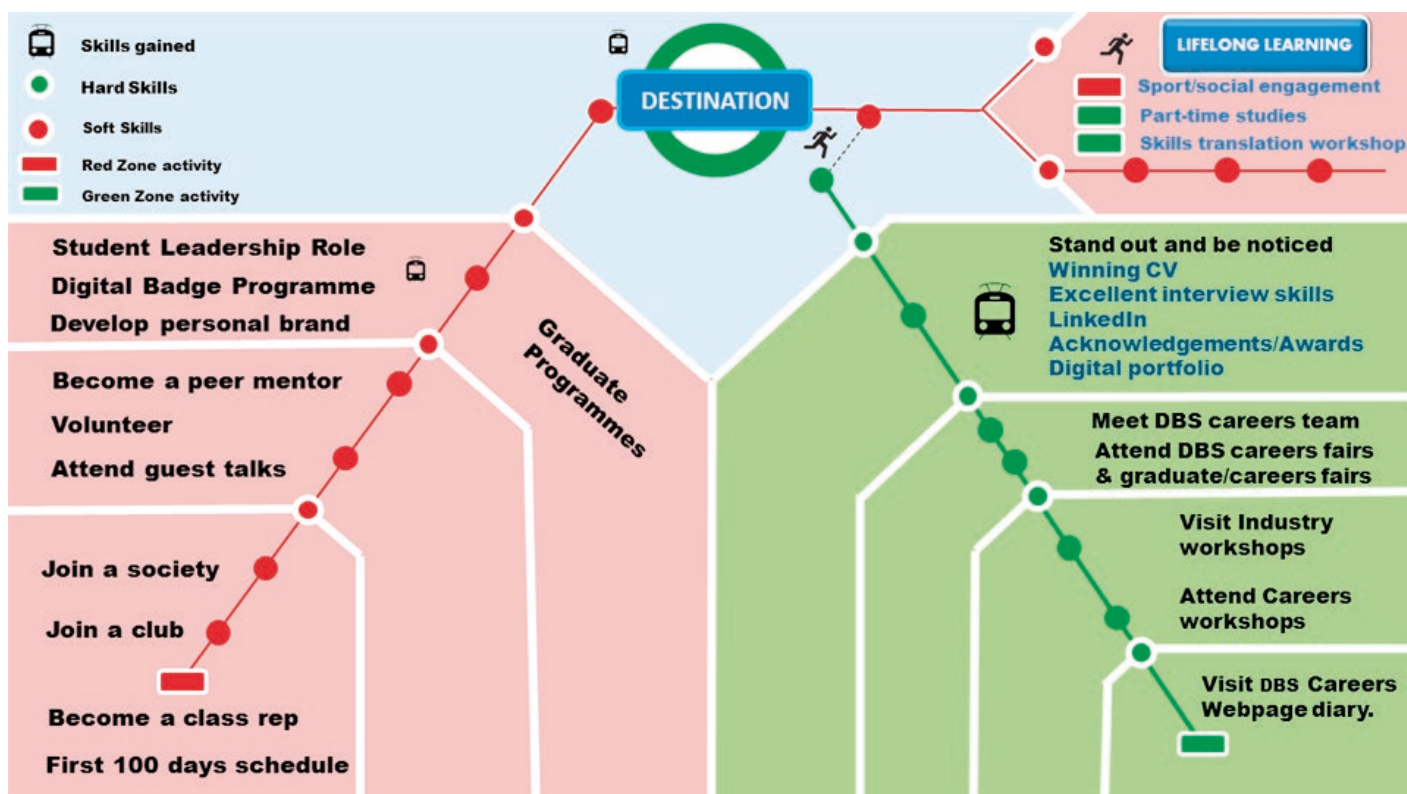 Skills gained
Hard Skills
Soft Skills
Red Zone activity
Green Zone activity
DESTINATION
LIFELONG LEARNING
Sport/social engagement
Part-time studies
Skills translation workshop
Student Leadership Role
Digital Badge Programme
Develop personal brand
Become a peer mentor
Volunteer
Attend guest talks
Join a society
Join a club
Become a class rep
First 100 days schedule
Graduate
Programmes
Stand out and be noticed
Winning CV
Excellent interview skills
LinkedIn
Acknowledgements/Awards
Digital portfolio
Meet DBS careers team
Attend DBS careers fairs
& graduate/careers fairs
Visit Industry
workshops
Attend Careers
workshops
Visit DBS Careers
Webpage diary.